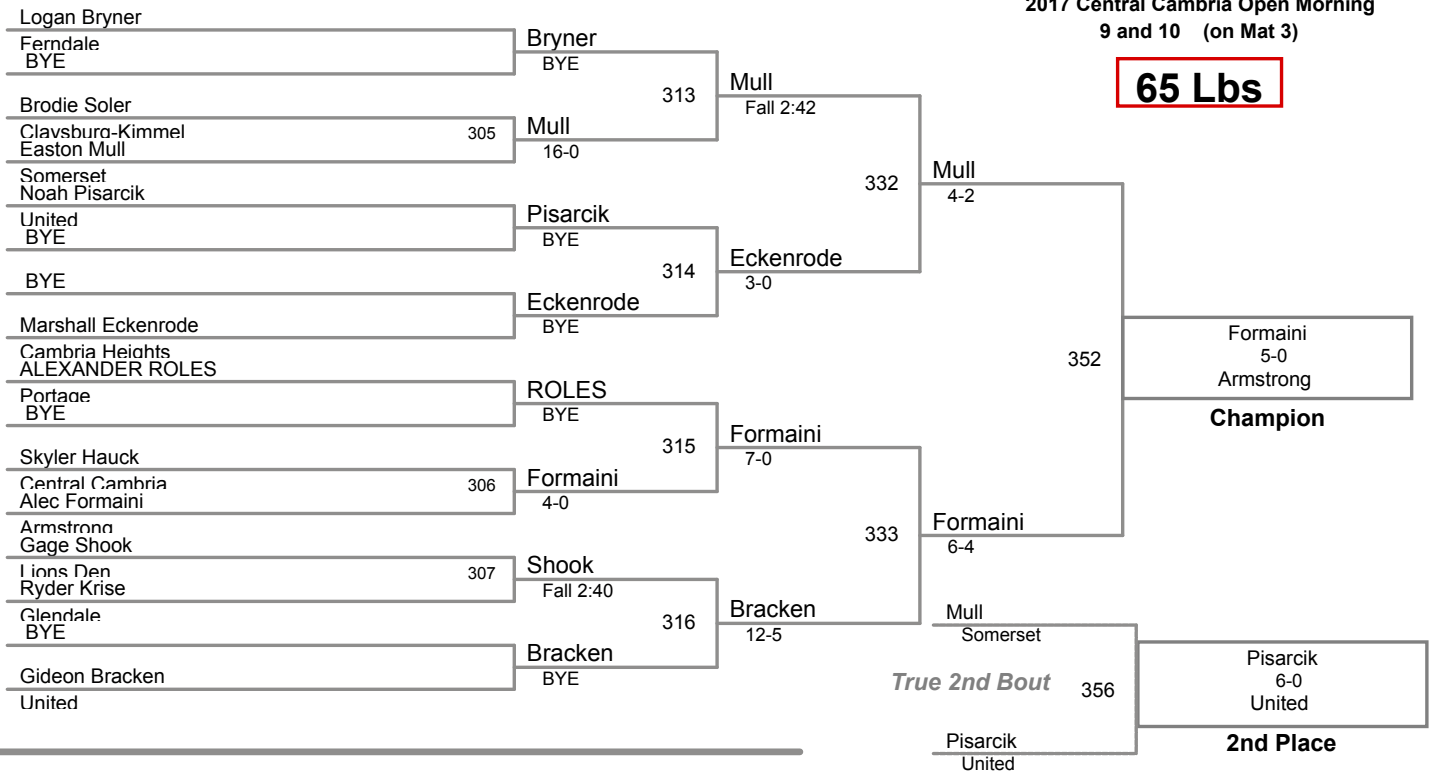 2017 Central Cambria Open Morning
9 and 10 (on Mat 3)
65 Lbs
Logan Bryner
Ferndale
BYE
Brodie Soler
Claysburg-Kimmel
Easton Mull
Somerset
Noah Pisarcik
United
BYE
BYE
Marshall Eckenrode
Cambria Heights
ALEXANDER ROLES
Portage
BYE
Skyler Hauck
Central Cambria
Alec Formaini
Armstrong
Gage Shook
Lions Den
Ryder Krise
Glendale
BYE
Gideon Bracken
United
305
306
307
Bryner
BYE
Mull
16-0
Pisarcik
BYE
Eckenrode
BYE
ROLES
BYE
Formaini
4-0
Shook
Fall 2:40
Bracken
BYE
313
314
315
316
Mull
Fall 2:42
Eckenrode
3-0
Formaini
7-0
Bracken
12-5
332
333
Mull
4-2
Formaini
6-4
352
Formaini
5-0
Armstrong
Champion
Mull
Somerset
True 2nd Bout
356
Pisarcik
United
Pisarcik
6-0
United
2nd Place